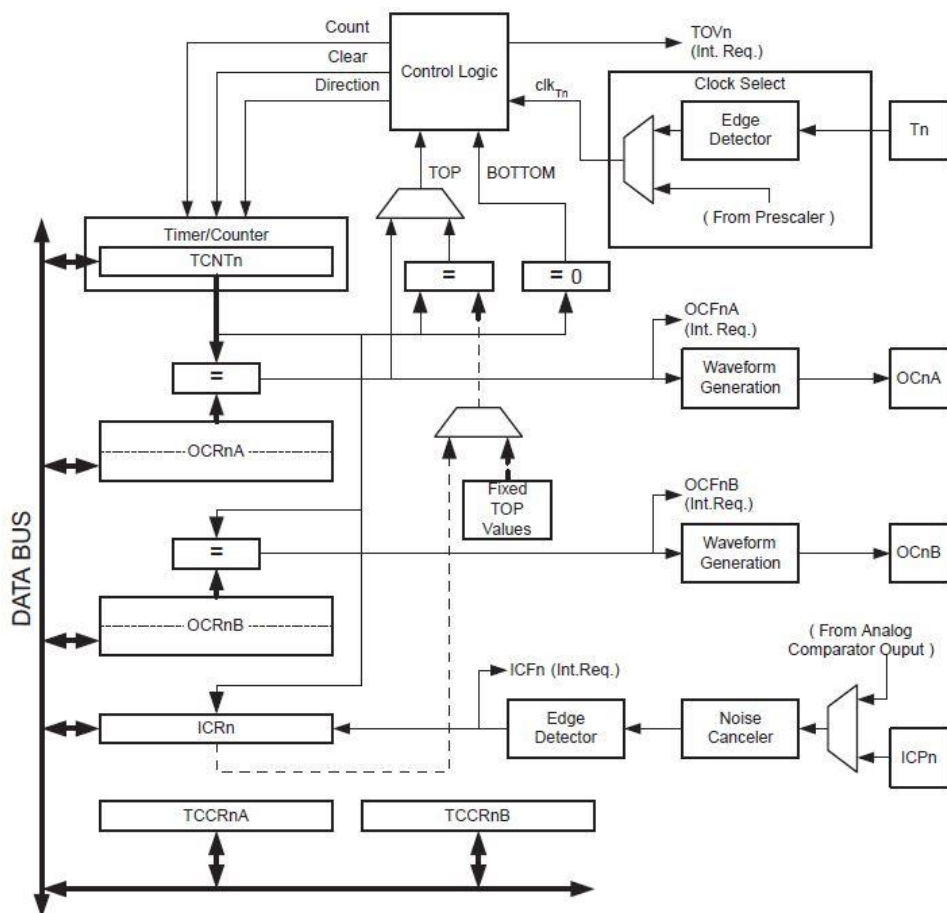 Count
Clear
Direction
Control Logic
TOVn
(Int. Req.)
clkTn
TOP
BOTTOM
Clock Select
Edge
Detector
Tn
( From Prescaler )
Timer/Counter
TCNTn
=
= 0
=
OCRnA
OCFnA
(Int. Req.)
Waveform
Generation
OCnA
Fixed
TOP
Values
=
OCRnB
OCFnB
(Int.Req.)
Waveform
Generation
OCnB
DATA BUS
( From Analog
Comparator Ouput )
ICFn (Int.Req.)
ICRn
Edge
Detector
Noise
Canceler
ICPn
TCCRnA
TCCRnB